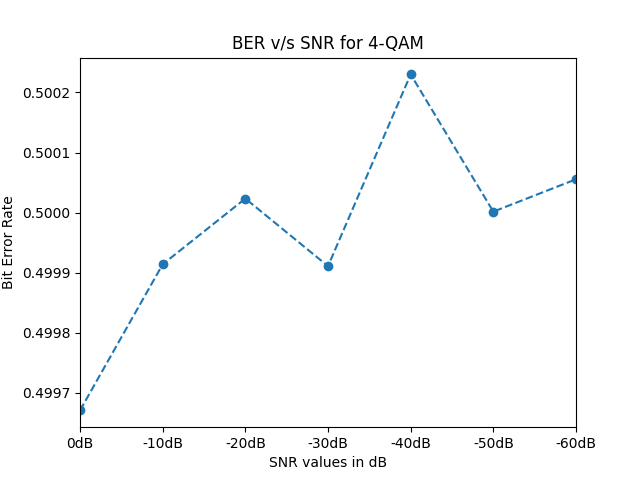 BER v/s SNR for 4-QAM
Bit Error Rate
0.5002
0.5001
0.5000
0.4999
0.4998
0.4997
0dB -10dB -20dB -30dB -40dB -50dB -60dB
SNR values in dB